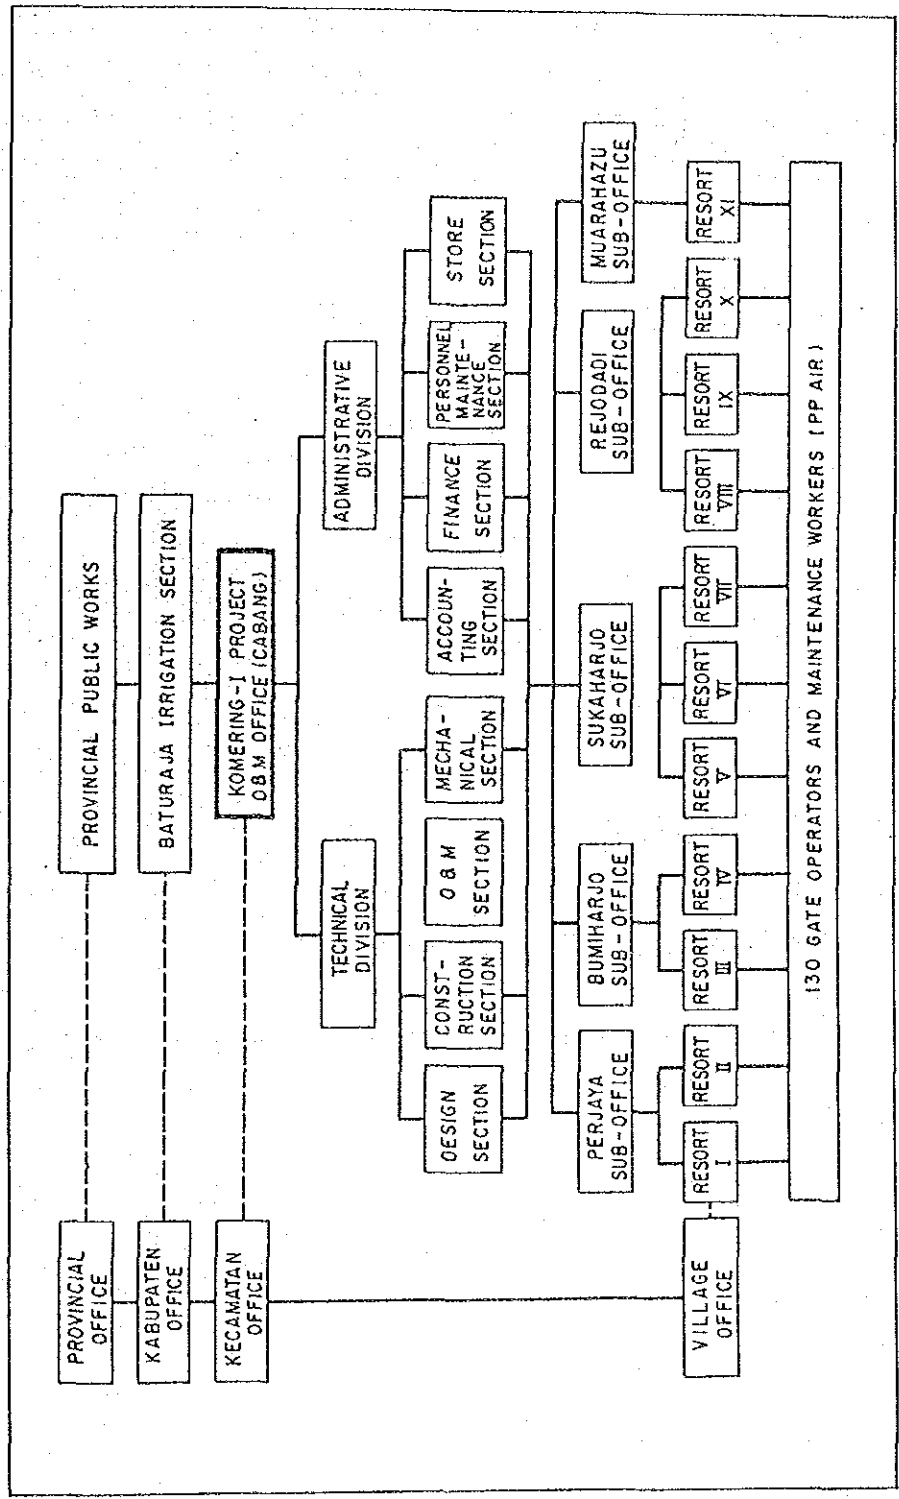 PROVINCIAL
OFFICE
PROVINCIAL PUBLIC WORKS
KABUPATEN
OFFICE
BATURAJA IRRIGATION SECTION
KECAMATAN
OFFICE
KOMERING-I PROJECT
O&M OFFICE (CABANG)
TECHNICAL
DIVISION
ADMINISTRATIVE
DIVISION
DESIGN
SECTION
CONST-
RUCTION
SECTION
O & M
SECTION
MECHA-
NICAL
SECTION
ACCOUN-
TING
SECTION
FINANCE
SECTION
PERSONNEL
MAINTE-
NANCE
SECTION
STORE
SECTION
PERJAYA
SUB-OFFICE
BUMIHARJO
SUB-OFFICE
SUKAHARJO
SUB-OFFICE
REJODADI
SUB-OFFICE
MUARAHAZU
SUB-OFFICE
VILLAGE
OFFICE
RESORT
I
RESORT
II
RESORT
III
RESORT
IV
RESORT
V
RESORT
VI
RESORT
VII
RESORT
VIII
RESORT
IX
RESORT
X
RESORT
XI
130 GATE OPERATORS AND MAINTENANCE WORKERS (PP AIR)